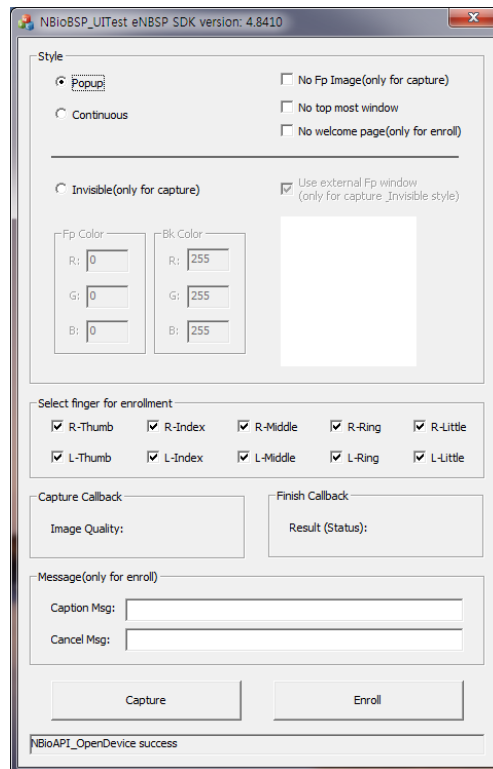 NBioBSP_UITest eNBSP SDK version: 4.8410
Style
Popup
No Fp Image(only for capture)
Continuous
No top most window
No welcome page(only for enroll)
Invisible(only for capture)
Use external Fp window
(only for capture ,Invisible style)
Fp Color
Bk Color
R: 0
R: 255
G: 0
G: 255
B: 0
B: 255
Select finger for enrollment
R-Thumb R-Index R-Middle R-Ring R-Little
L-Thumb L-Index L-Middle L-Ring L-Little
Capture Callback
Finish Callback
Image Quality:
Result (Status):
Message(only for enroll)
Caption Msg:
Cancel Msg:
Capture
Enroll
NBioAPI_OpenDevice success